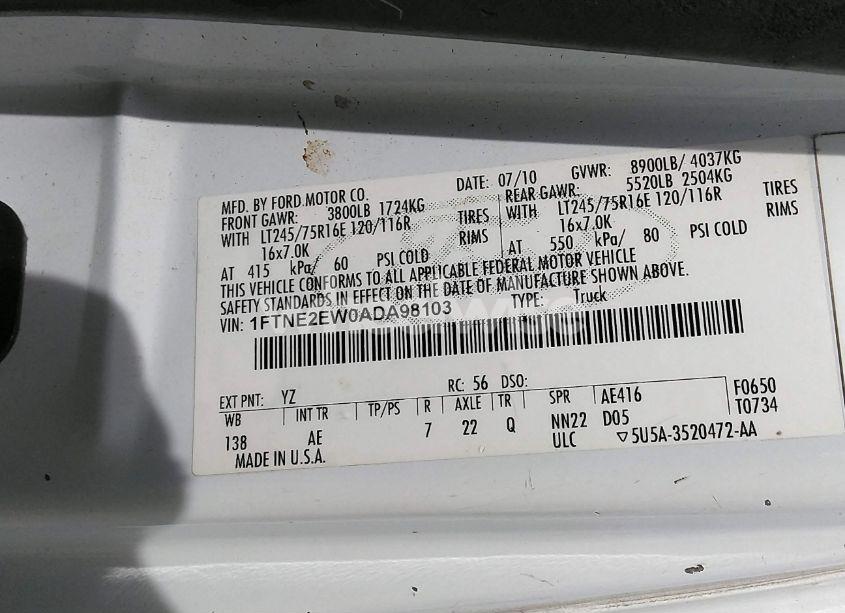 MFD. BY FORD MOTOR CO. DATE: 07/10 GVWR: 8900LB/ 4037KG
FRONT GAWR: 3800LB 1724KG REAR GAWR: 5520LB 2504KG
WITH LT245/75R16E 120/116R TIRES WITH LT245/75R16E 120/116R TIRES
16x7.0K RIMS 16x7.0K RIMS
AT 415 kPa/ 60 PSI COLD AT 550 kPa/ 80 PSI COLD
THIS VEHICLE CONFORMS TO ALL APPLICABLE FEDERAL MOTOR VEHICLE
SAFETY STANDARDS IN EFFECT ON THE DATE OF MANUFACTURE SHOWN ABOVE.
VIN: 1FTNE2EW0ADA98103 TYPE: Truck
EXT PNT: YZ RC: 56 DSO:
WB INT TR TP/PS R AXLE TR SPR AE416 F0650
138 AE 7 22 Q NN22 D05 T0734
MADE IN U.S.A. ULC ▽5U5A-3520472-AA